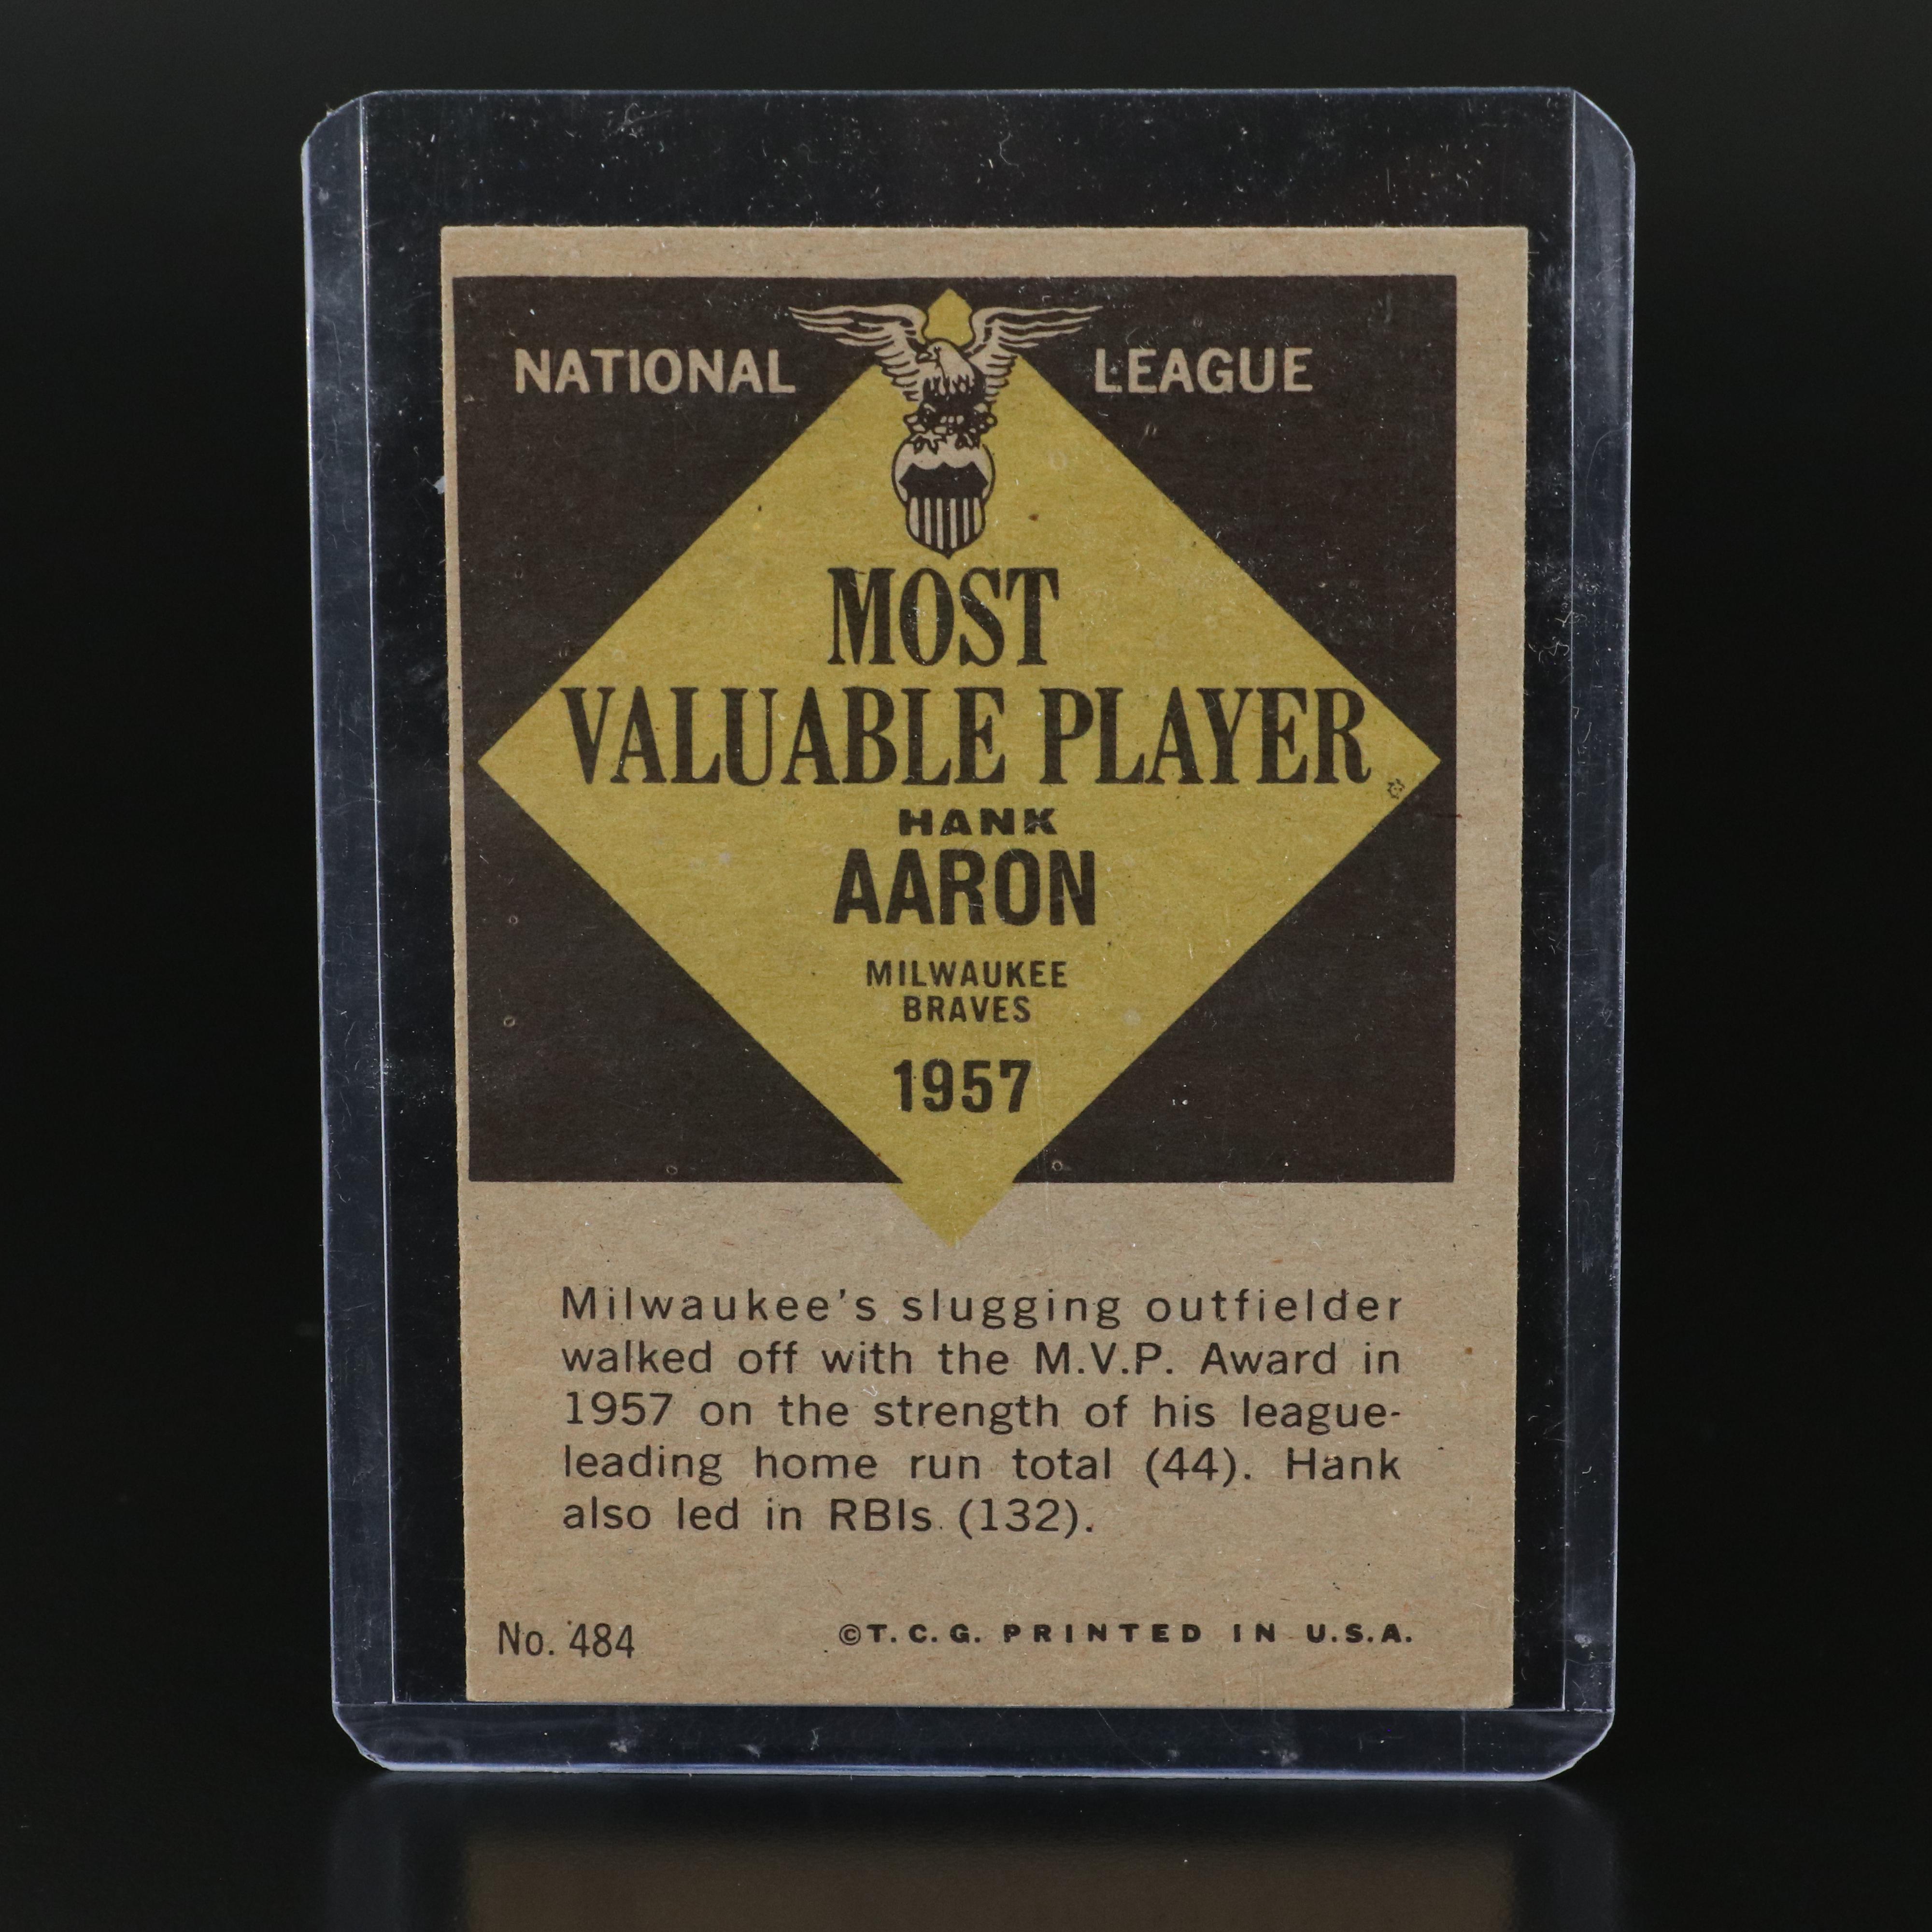 NATIONAL LEAGUE
MOST
VALUABLE PLAYER
HANK
AARON
MILWAUKEE
BRAVES
1957
Milwaukee's slugging outfielder
walked off with the M.V.P. Award in
1957 on the strength of his league-
leading home run total (44). Hank
also led in RBIs (132).
No. 484 ©T.C.G. PRINTED IN U.S.A.